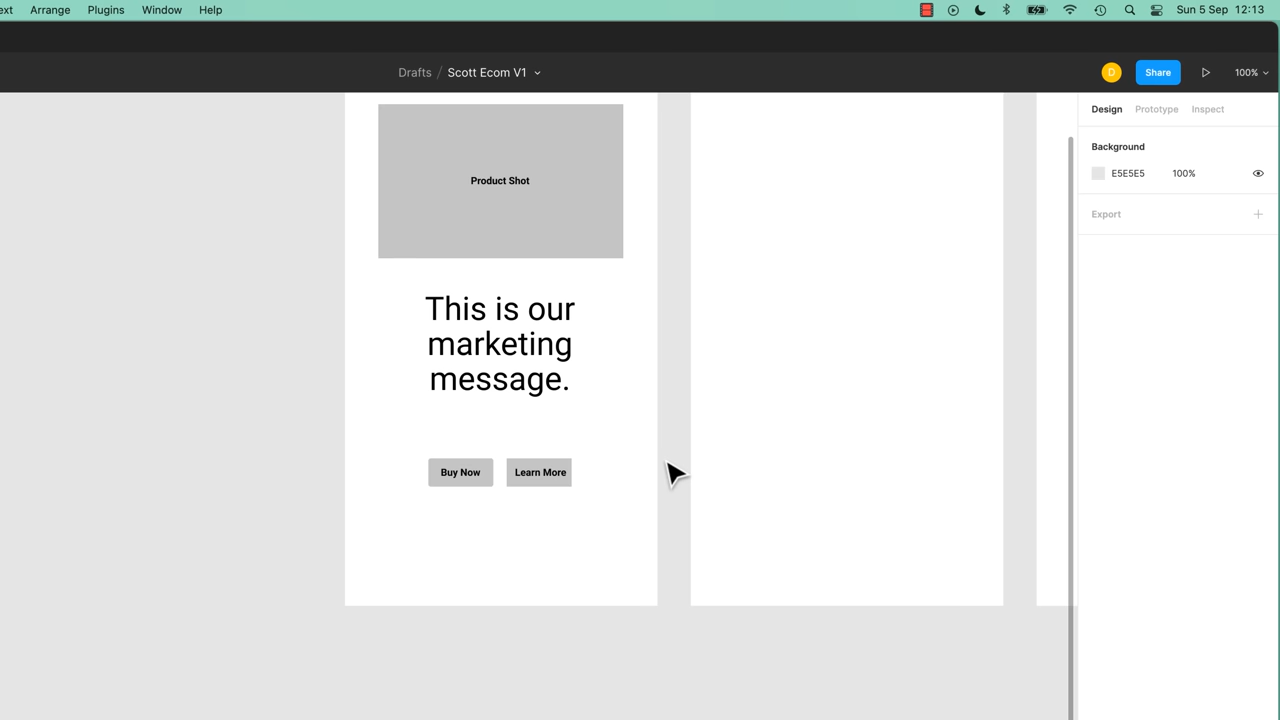 ext Arrange Plugins Window Help Sun 5 Sep 12:13
Drafts / Scott Ecom V1 D Share 100%
Design Prototype Inspect
Background
E5E5E5 100%
Export
Product Shot
This is our
marketing
message.
Buy Now Learn More